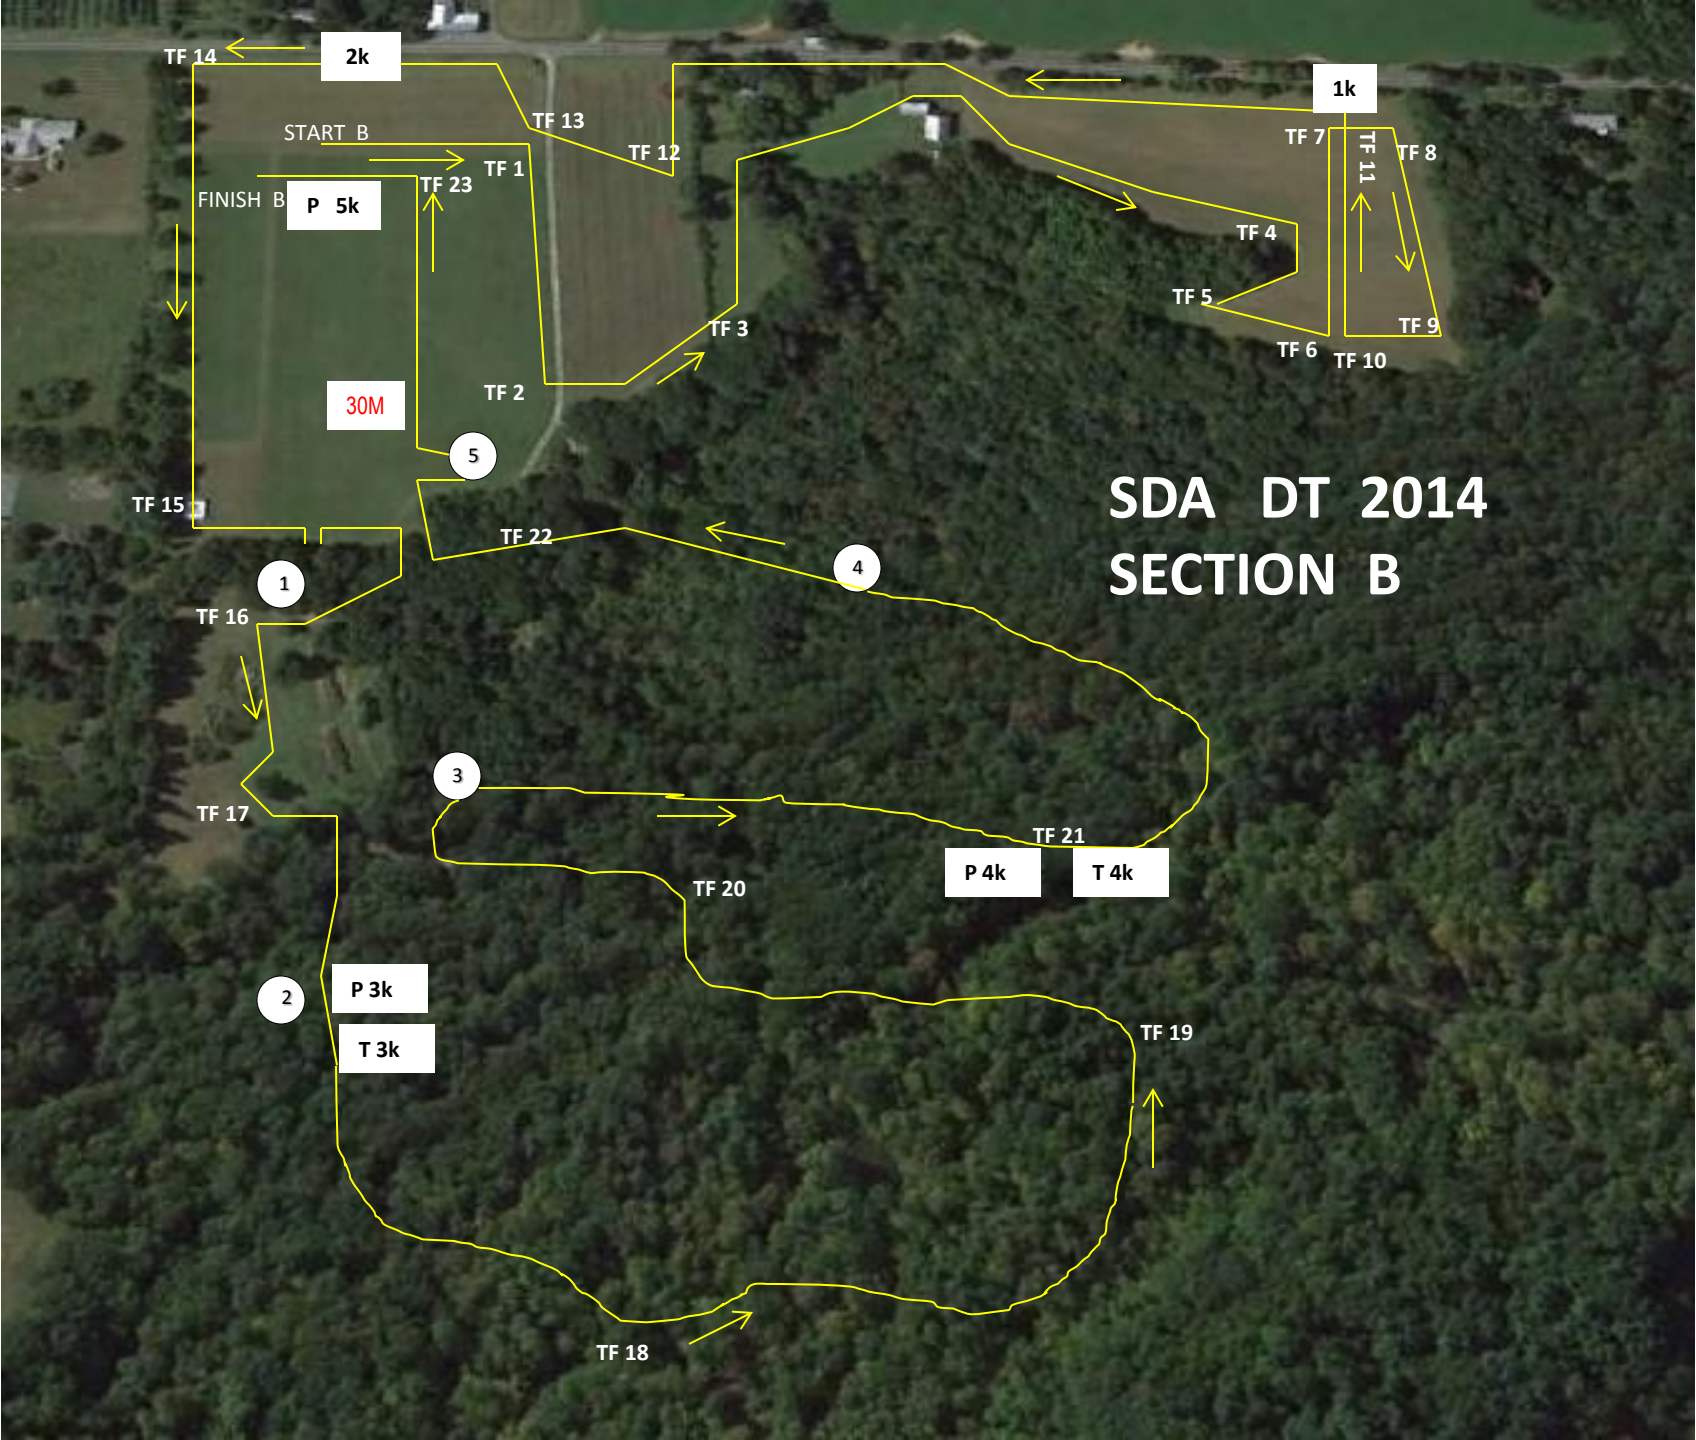 TF 14
2k
1k
START B
TF 13
TF 12
TF 7
TF 11
TF 8
TF 1
TF 23
FINISH B
P 5k
TF 4
TF 5
TF 3
TF 9
TF 6
TF 10
TF 2
30M
5
SDA DT 2014
SECTION B
TF 15
TF 22
4
1
TF 16
3
TF 17
TF 21
P 4k
T 4k
TF 20
2
P 3k
T 3k
TF 19
TF 18